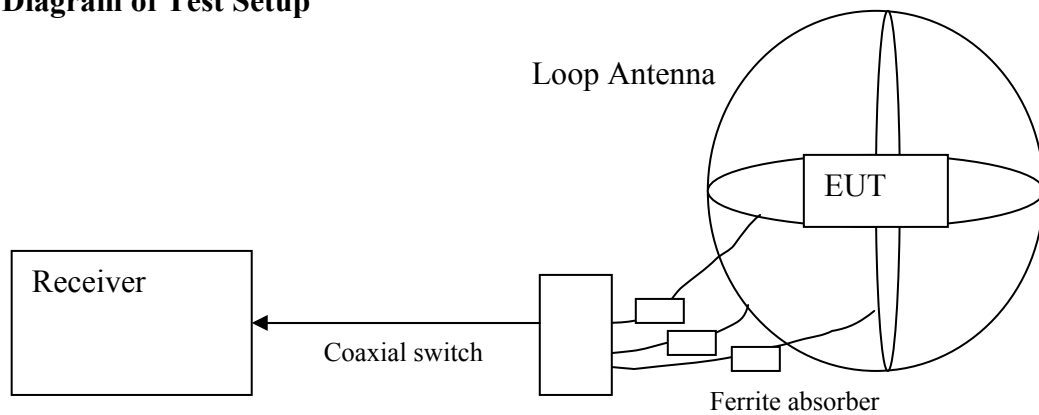 Diagram of Test Setup
Loop Antenna
EUT
Receiver
Coaxial switch
Ferrite absorber